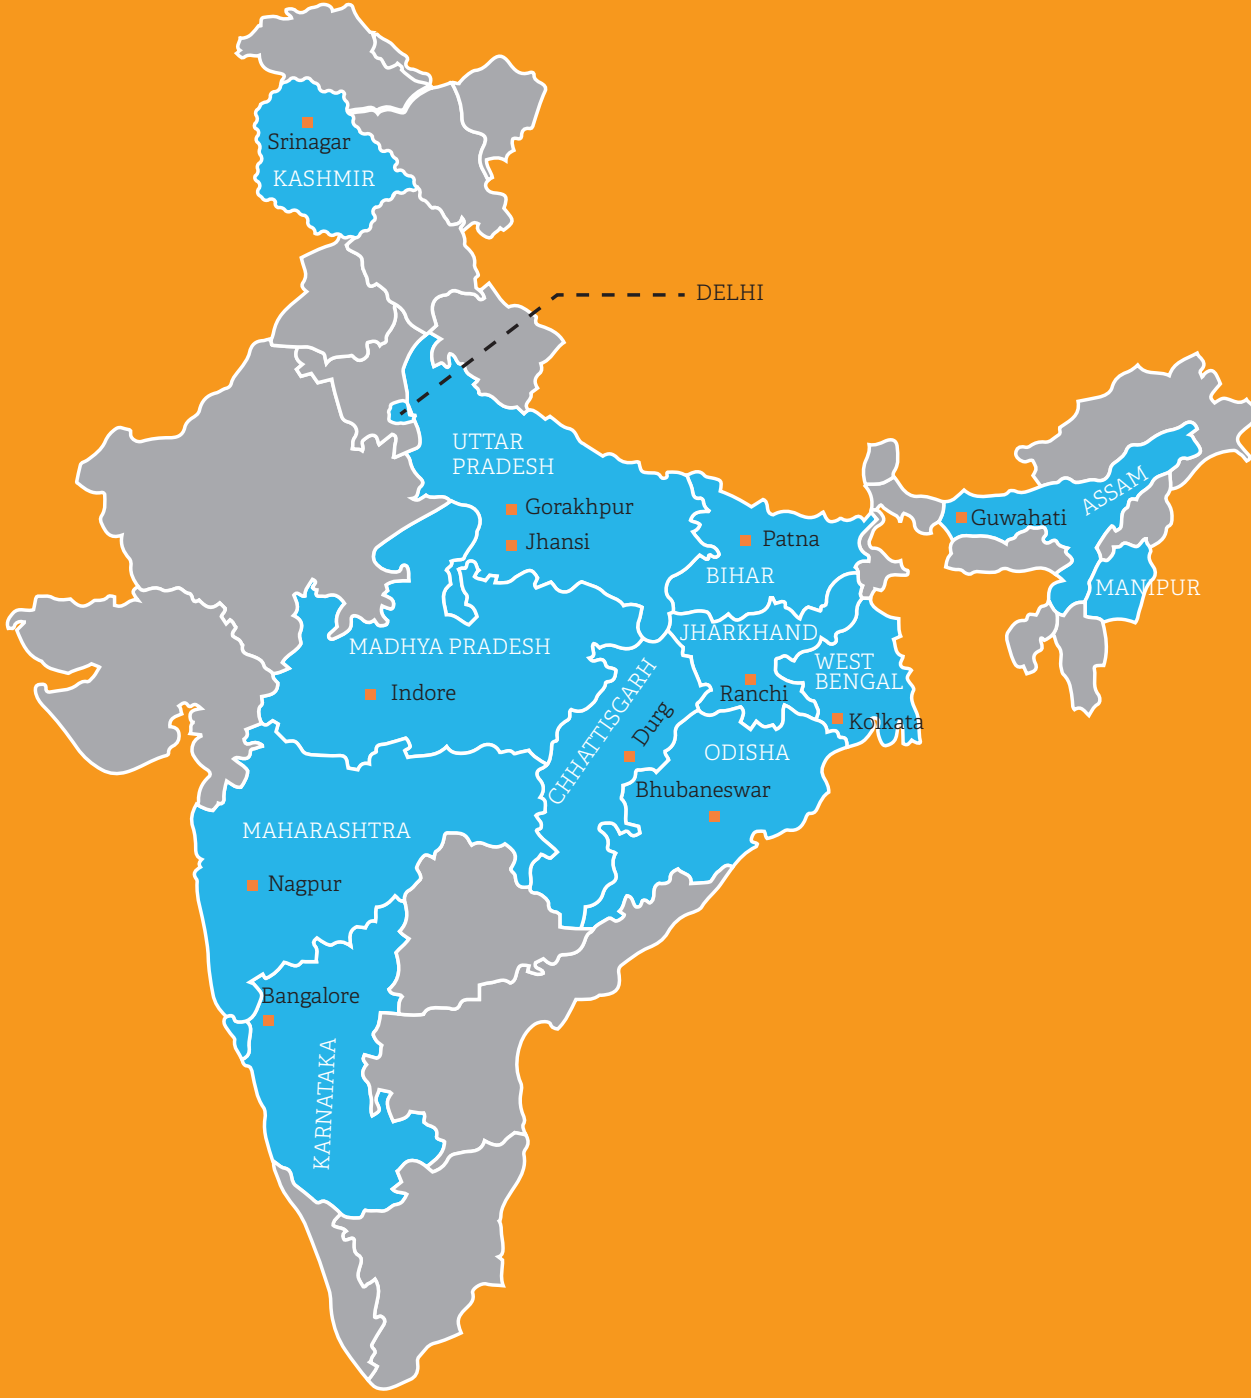 Srinagar
KASHMIR
DELHI
UTTAR
PRADESH
Gorakhpur
Jhansi
Patna
BIHAR
ASSAM
Guwahati
MANIPUR
MADHYA PRADESH
Indore
JHARKHAND
Ranchi
WEST
BENGAL
Kolkata
CHHATTISGARH
Durg
ODISHA
Bhubaneswar
MAHARASHTRA
Nagpur
Bangalore
KARNATAKA